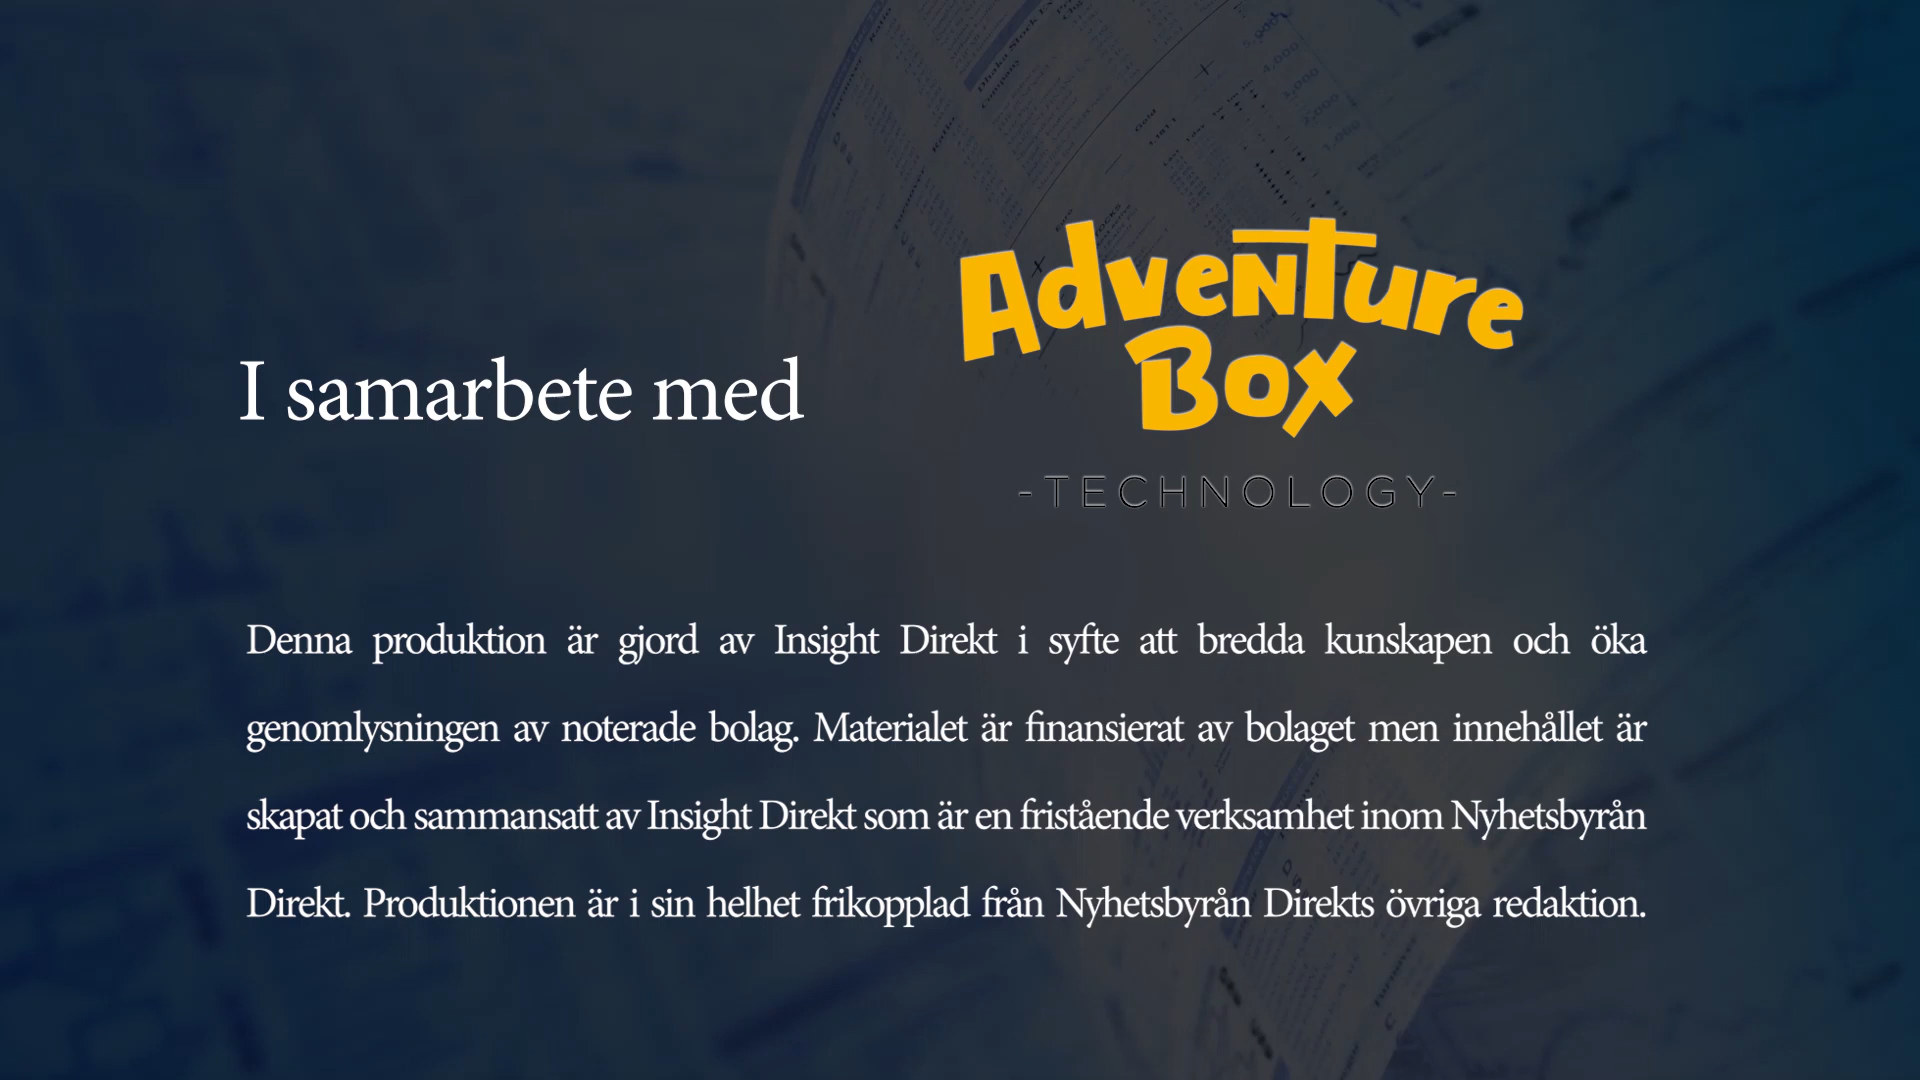 I samarbete med
Adventure
Box
-TECHNOLOGY-
Denna produktion är gjord av Insight Direkt i syfte att bredda kunskapen och öka
genomlysningen av noterade bolag. Materialet är finansierat av bolaget men innehållet är
skapat och sammansatt av Insight Direkt som är en fristående verksamhet inom Nyhetsbyrån
Direkt. Produktionen är i sin helhet frikopplad från Nyhetsbyrån Direkts övriga redaktion.